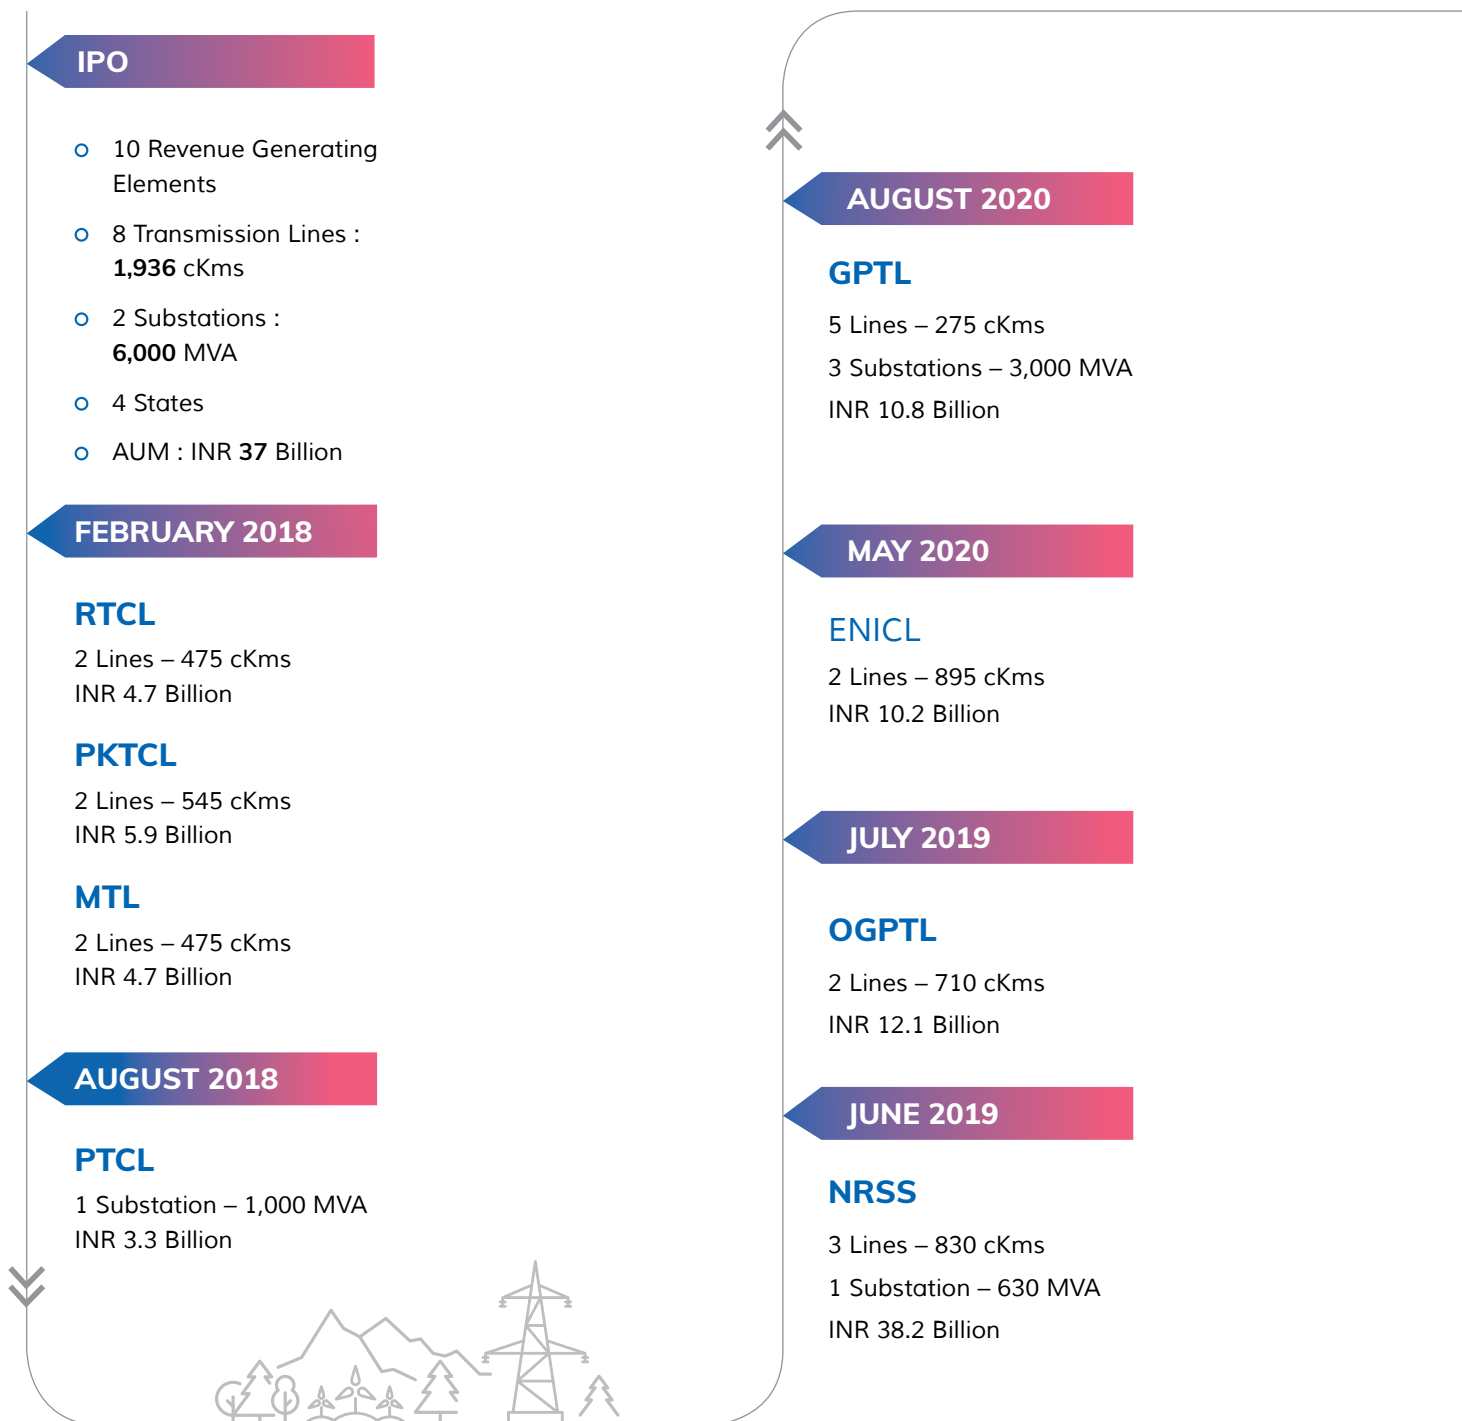 IPO
10 Revenue Generating
Elements
8 Transmission Lines :
1,936 cKms
2 Substations :
6,000 MVA
4 States
AUM : INR 37 Billion
FEBRUARY 2018
RTCL
2 Lines – 475 cKms
INR 4.7 Billion
PKTCL
2 Lines – 545 cKms
INR 5.9 Billion
MTL
2 Lines – 475 cKms
INR 4.7 Billion
AUGUST 2018
PTCL
1 Substation – 1,000 MVA
INR 3.3 Billion
AUGUST 2020
GPTL
5 Lines – 275 cKms
3 Substations – 3,000 MVA
INR 10.8 Billion
MAY 2020
ENICL
2 Lines – 895 cKms
INR 10.2 Billion
JULY 2019
OGPTL
2 Lines – 710 cKms
INR 12.1 Billion
JUNE 2019
NRSS
3 Lines – 830 cKms
1 Substation – 630 MVA
INR 38.2 Billion